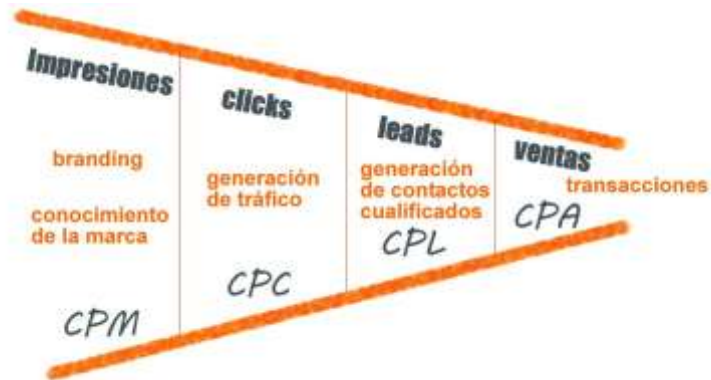 Impresiones
branding
conocimiento
de la marca
CPM
clicks
generación
de tráfico
CPC
leads
generación
de contactos
cualificados
CPL
ventas
transacciones
CPA